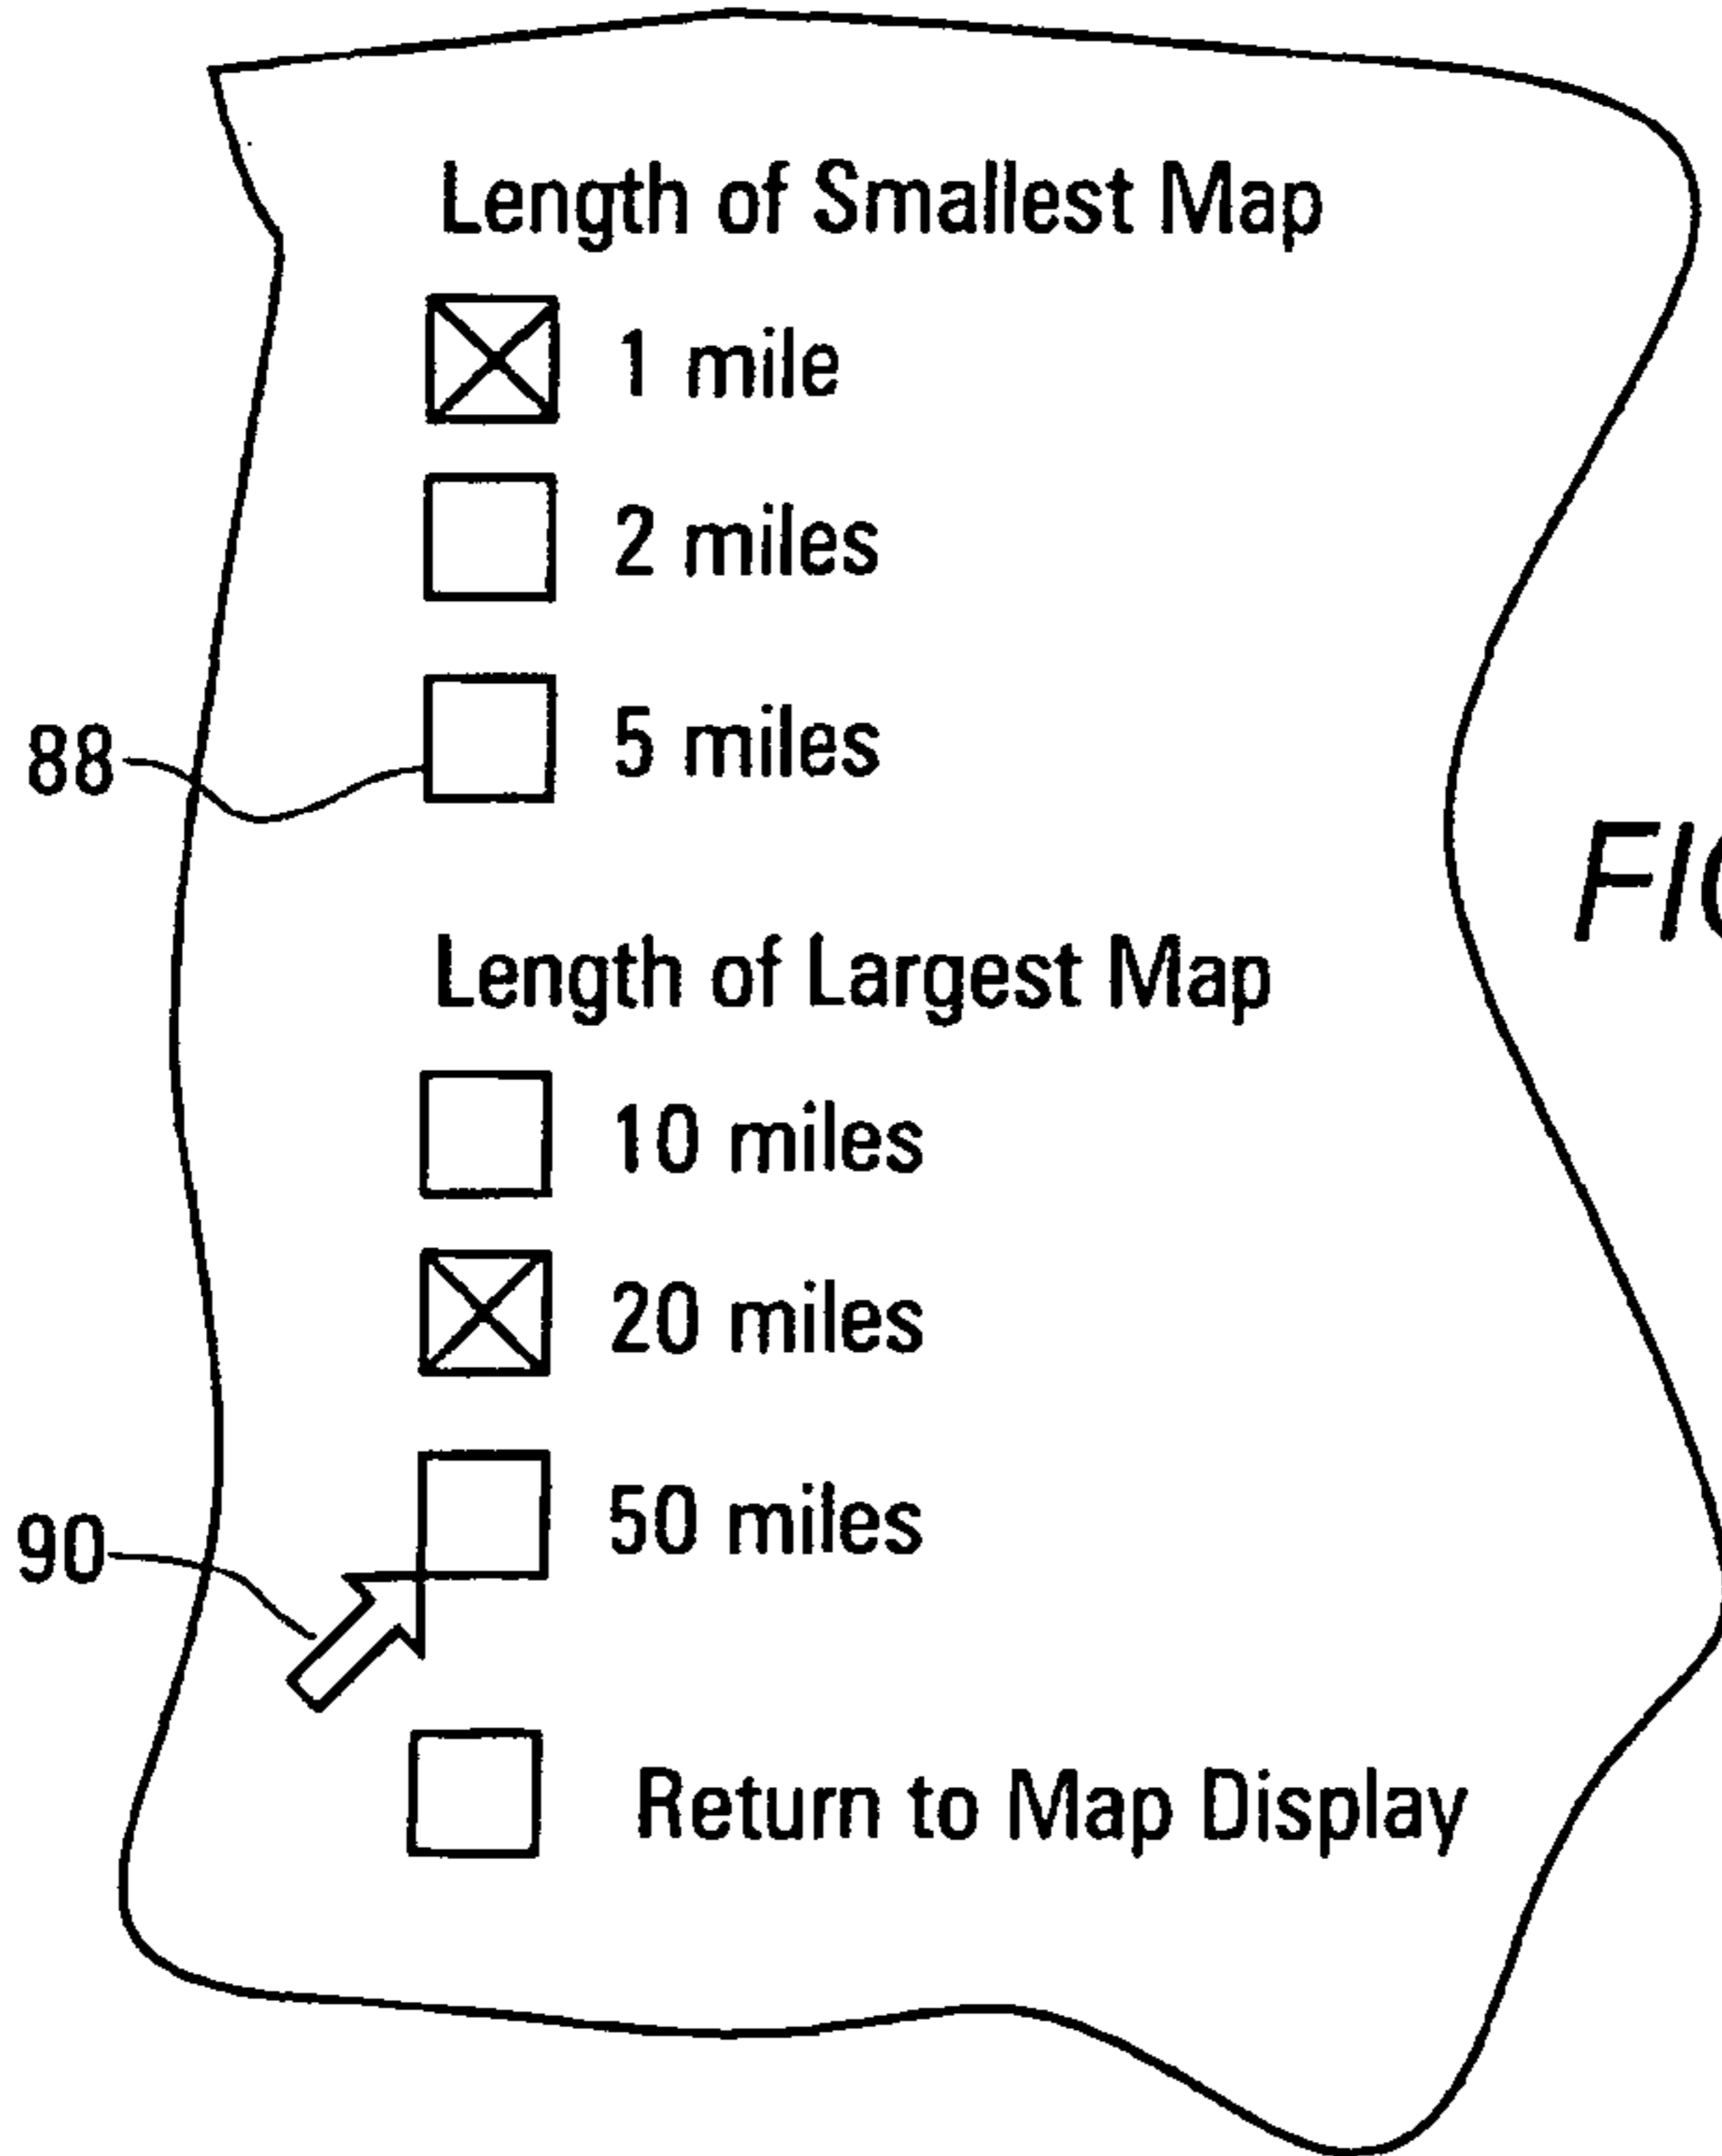 Length of Smallest Map
1 mile
2 miles
5 miles
88
Length of Largest Map
10 miles
20 miles
50 miles
90
Return to Map Display